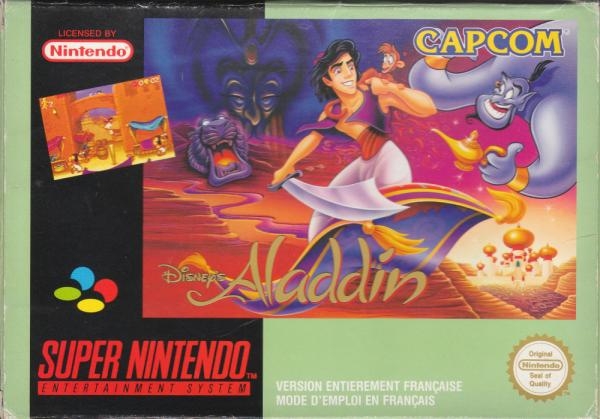 LICENSED BY
Nintendo
CAPCOM
Disney's
Aladdin
SUPER NINTENDO™
ENTERTAINMENT SYSTEM
VERSION ENTIEREMENT FRANÇAISE
MODE D'EMPLOI EN FRANÇAIS
Original
Nintendo
Seal of
Quality